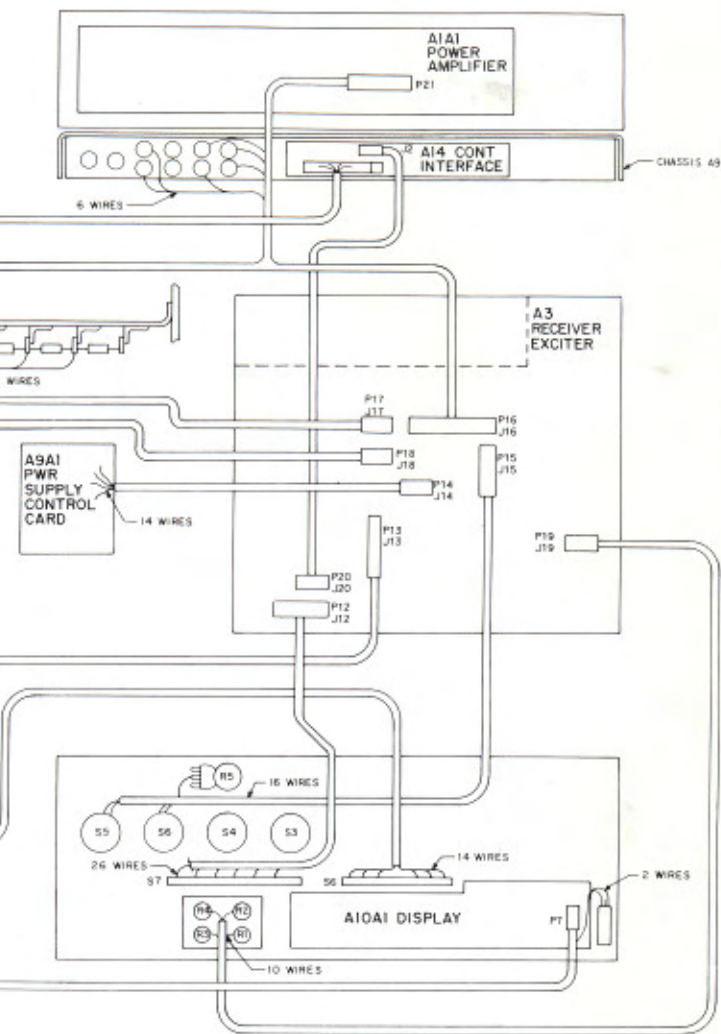 A1A1
POWER
AMPLIFIER
P21
J2
A14 CONT
INTERFACE
CHASSIS A9
6 WIRES
A3
RECEIVER
EXCITER
WIRES
P17
J17
P16
J16
P18
J18
P15
J15
A9A1
PWR
SUPPLY
CONTROL
CARD
P14
J14
14 WIRES
P13
J13
P19
J19
P20
J20
P12
J12
R5
16 WIRES
S5
S6
S4
S3
26 WIRES
14 WIRES
S7
S6
2 WIRES
R4
R2
A10A1 DISPLAY
P7
R3
R1
10 WIRES